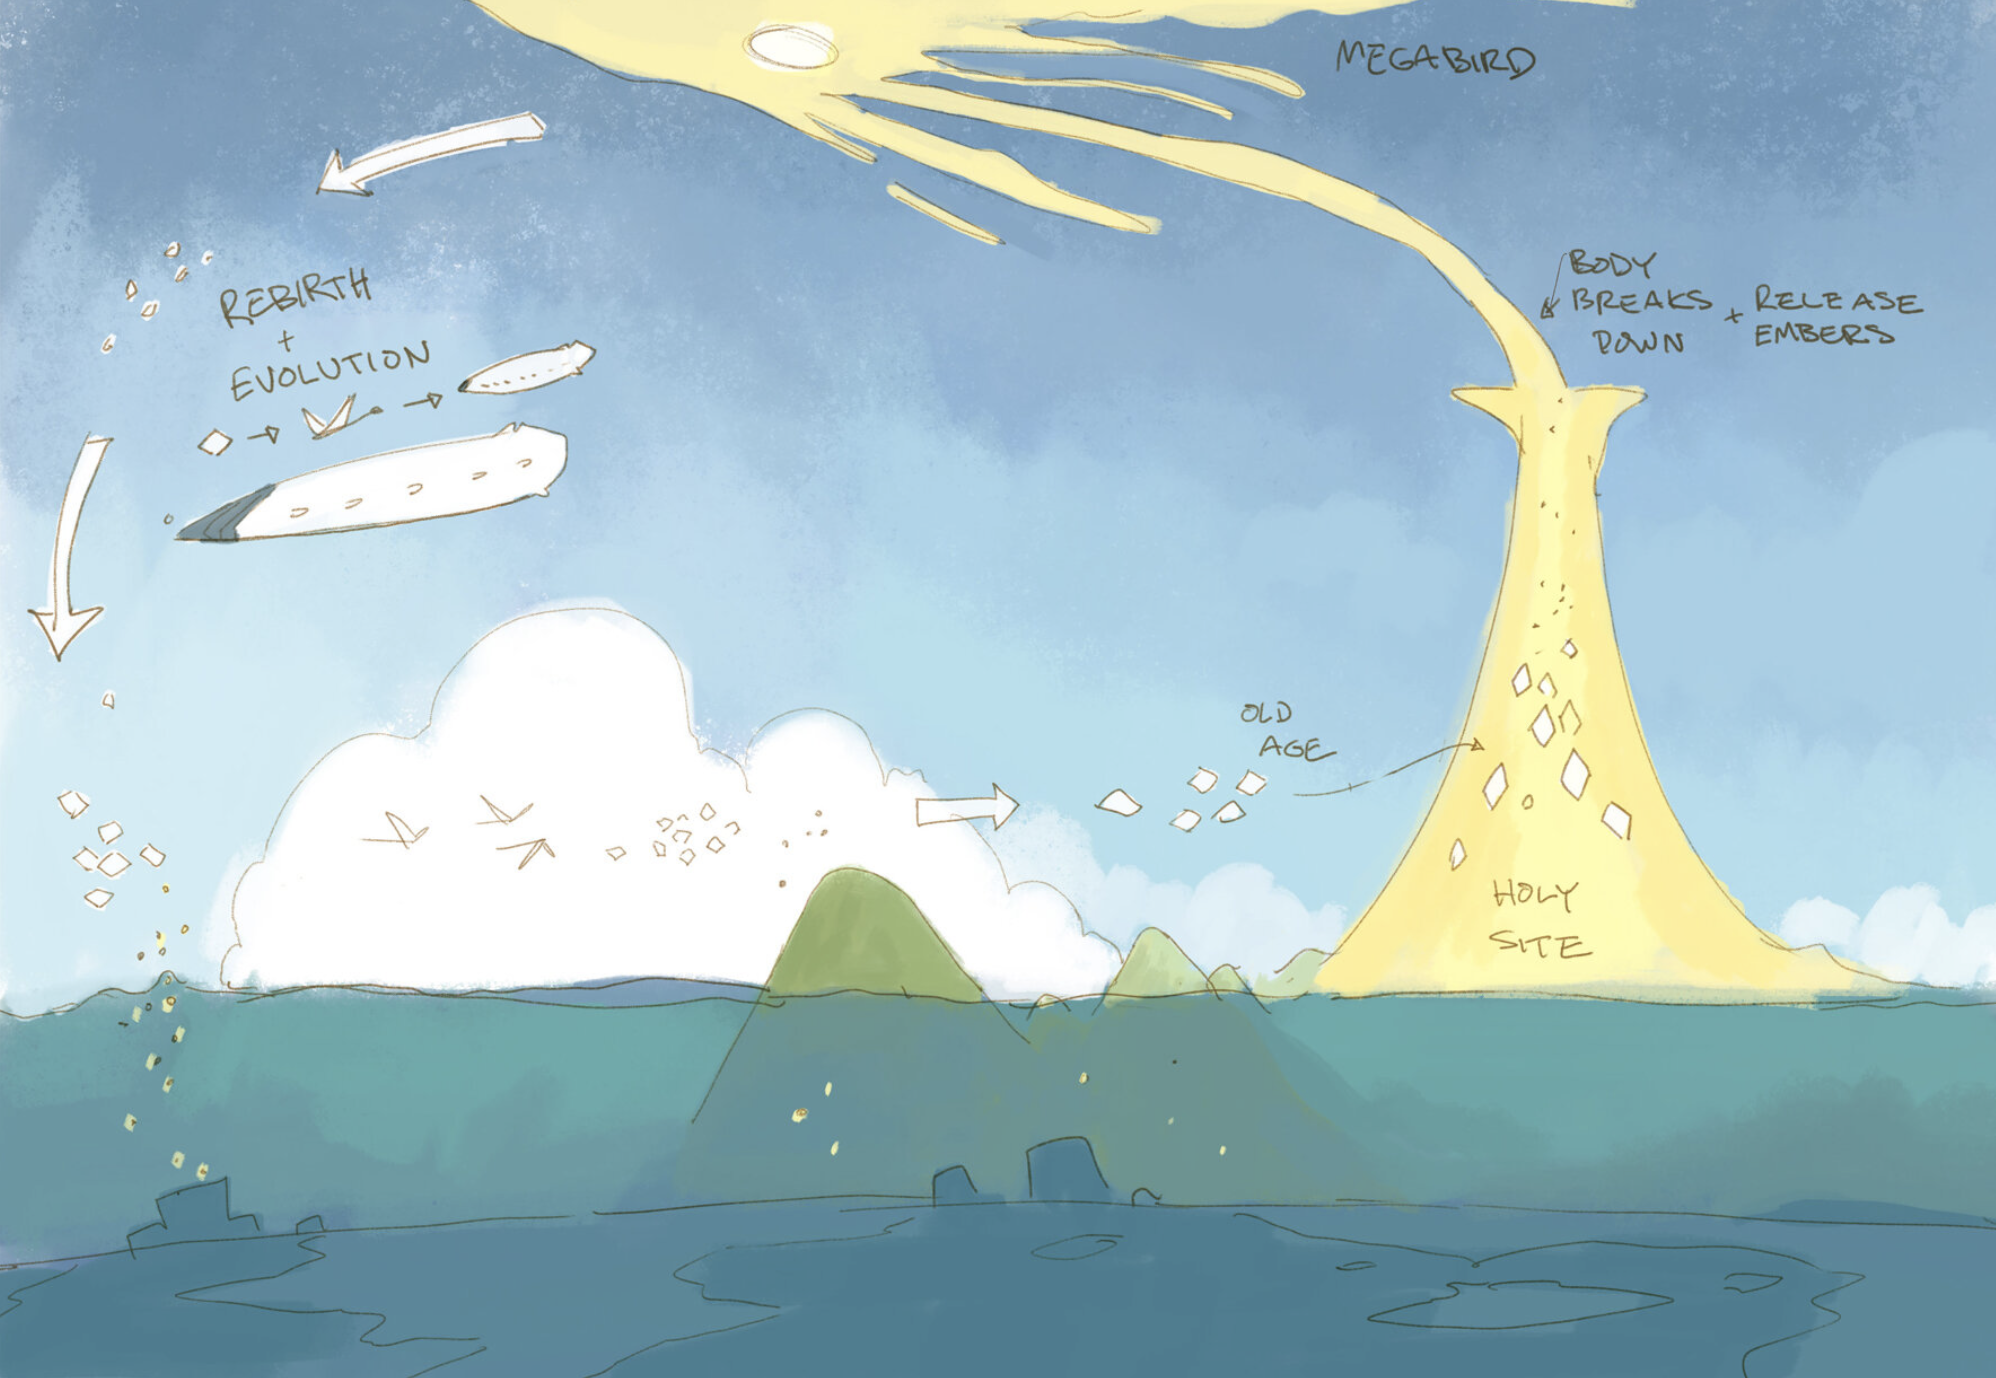 MEGABIRD
BODY
BREAKS + RELEASE
DOWN EMBERS
REBIRTH
+
EVOLUTION
OLD
AGE
HOLY
SITE